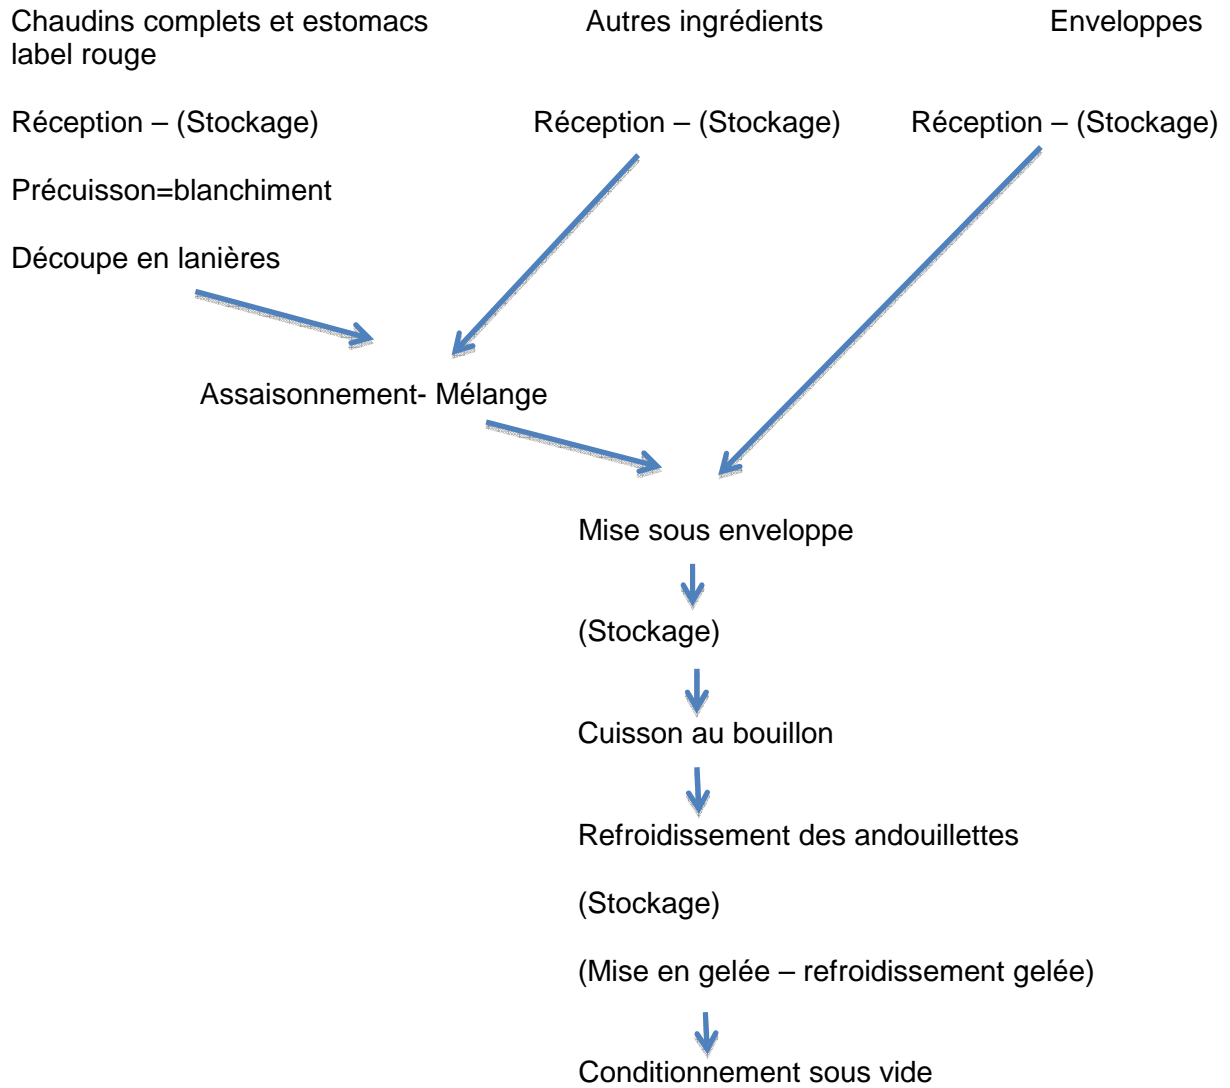 Chaudins complets et estomacs
label rouge
Autres ingrédients
Enveloppes
Réception – (Stockage)
Réception – (Stockage)
Réception – (Stockage)
Précuisson=blanchiment
Découpe en lanières
Assaisonnement- Mélange
Mise sous enveloppe
(Stockage)
Cuisson au bouillon
Refroidissement des andouillettes
(Stockage)
(Mise en gelée – refroidissement gelée)
Conditionnement sous vide